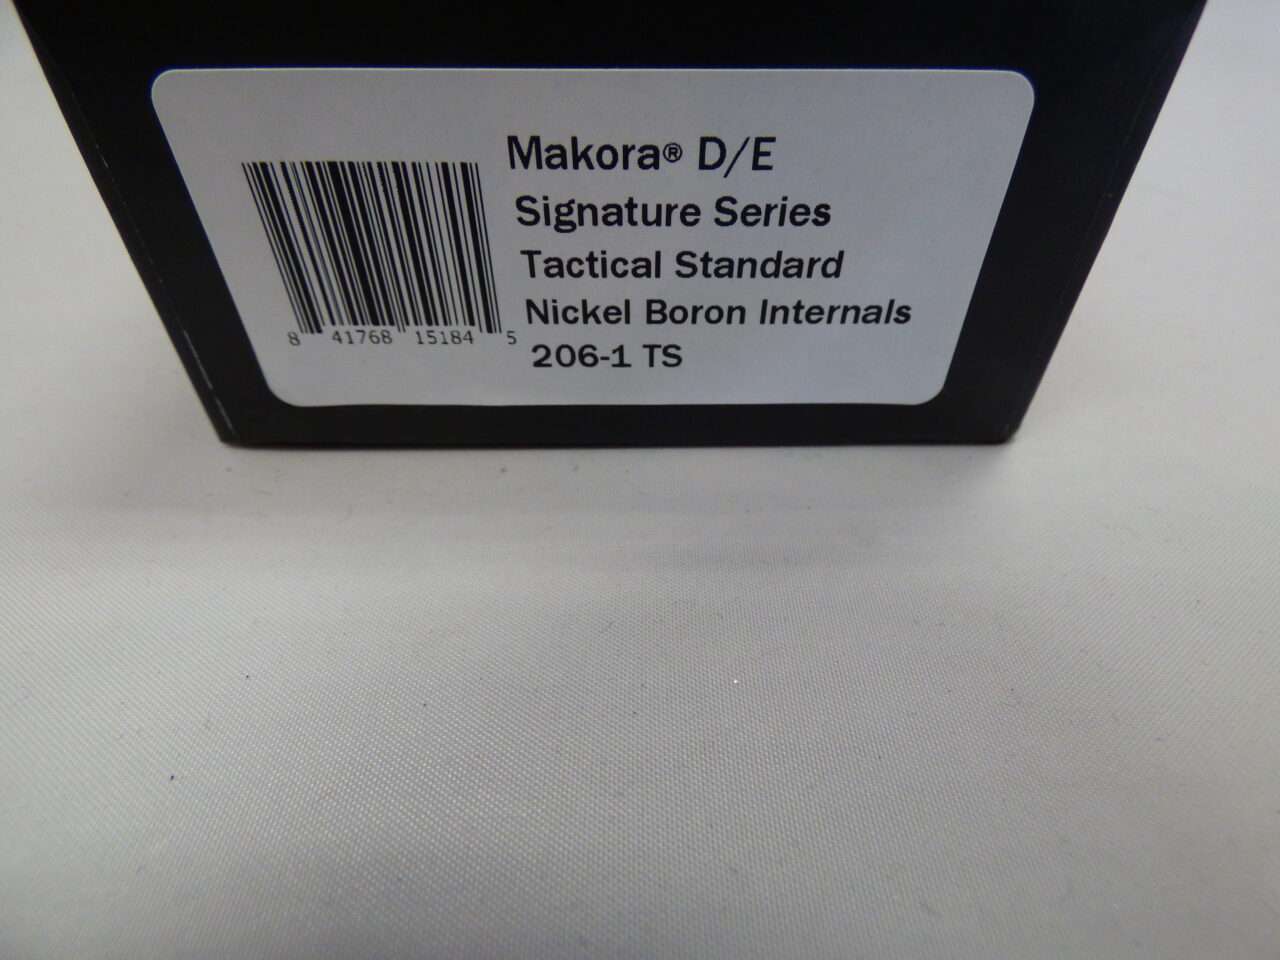 Makora® D/E
Signature Series
Tactical Standard
Nickel Boron Internals
206-1 TS
8 41768 15184 5